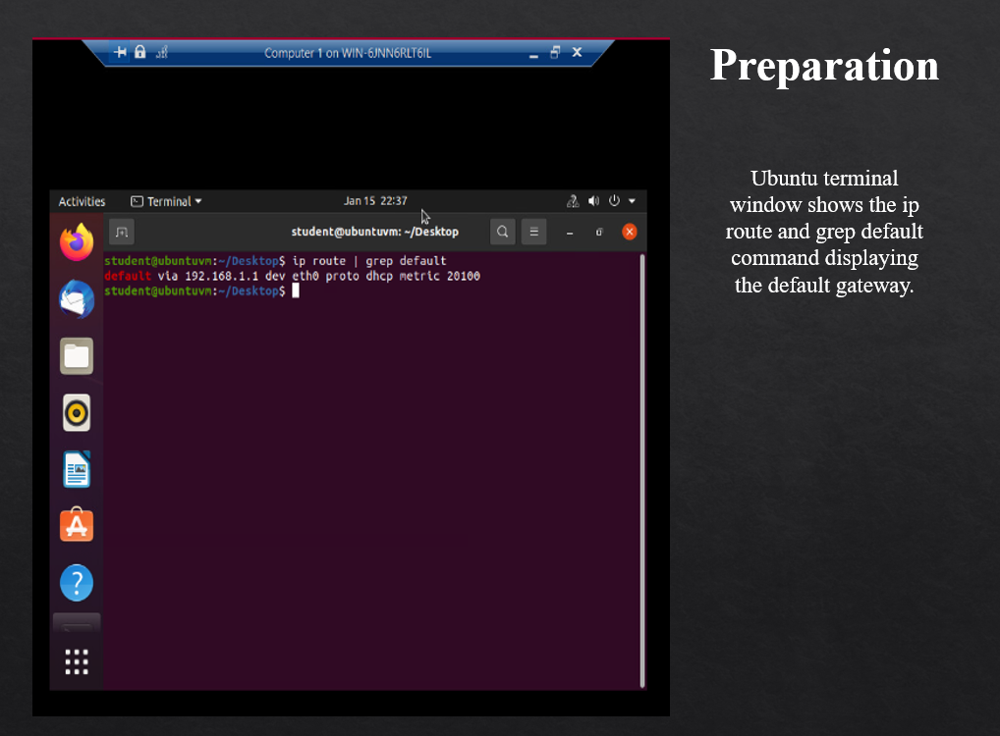 Computer 1 on WIN-6JNN6RLT6IL
Preparation
Ubuntu terminal
window shows the ip
route and grep default
command displaying
the default gateway.
Activities
Terminal
Jan 15 22:37
student@ubuntuvm: ~/Desktop
student@ubuntuvm:~/Desktop$ ip route | grep default
default via 192.168.1.1 dev eth0 proto dhcp metric 20100
student@ubuntuvm:~/Desktop$
?